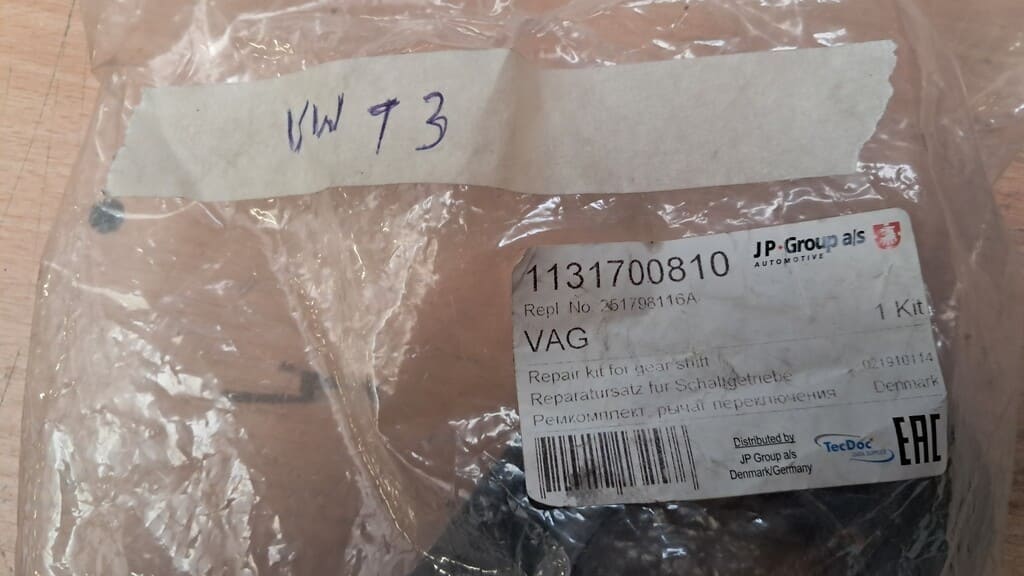 VW T3
JP·Group a/s
AUTOMOTIVE
1131700810
Repl No 251798116A
1 Kit
VAG
Repair kit for gear shift
Reparatursatz für Schaltgetriebe
Denmark
Ремкомплект, рычаг переключения
Distributed by
JP Group a/s
Denmark/Germany
TecDoc
EAC